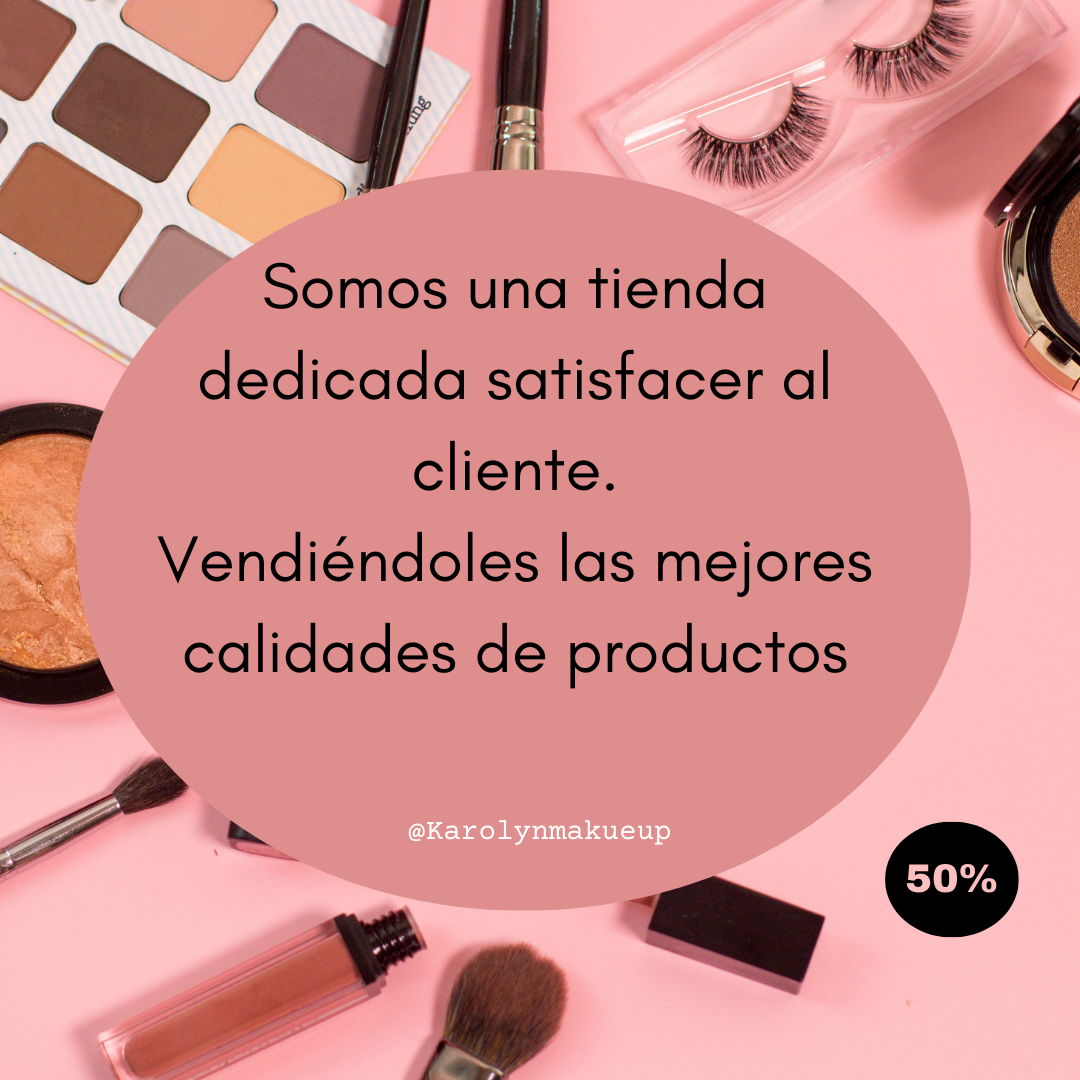 Somos una tienda
dedicada satisfacer al
cliente.
Vendiéndoles las mejores
calidades de productos
@Karolynmakueup
50%